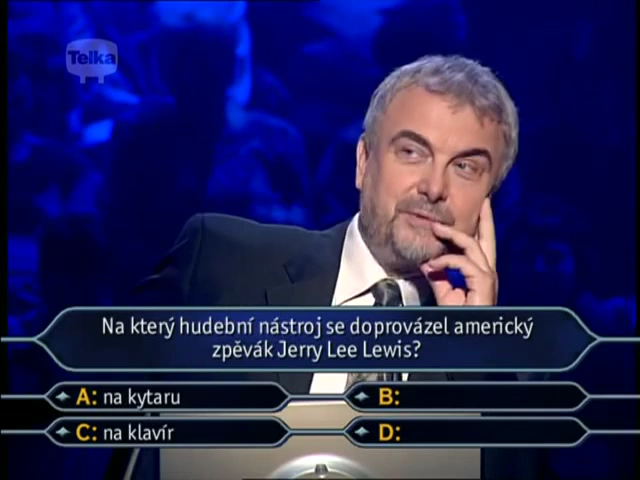 Telka
Na který hudební nástroj se doprovázel americký
zpěvák Jerry Lee Lewis?
A: na kytaru
B:
C: na klavír
D: